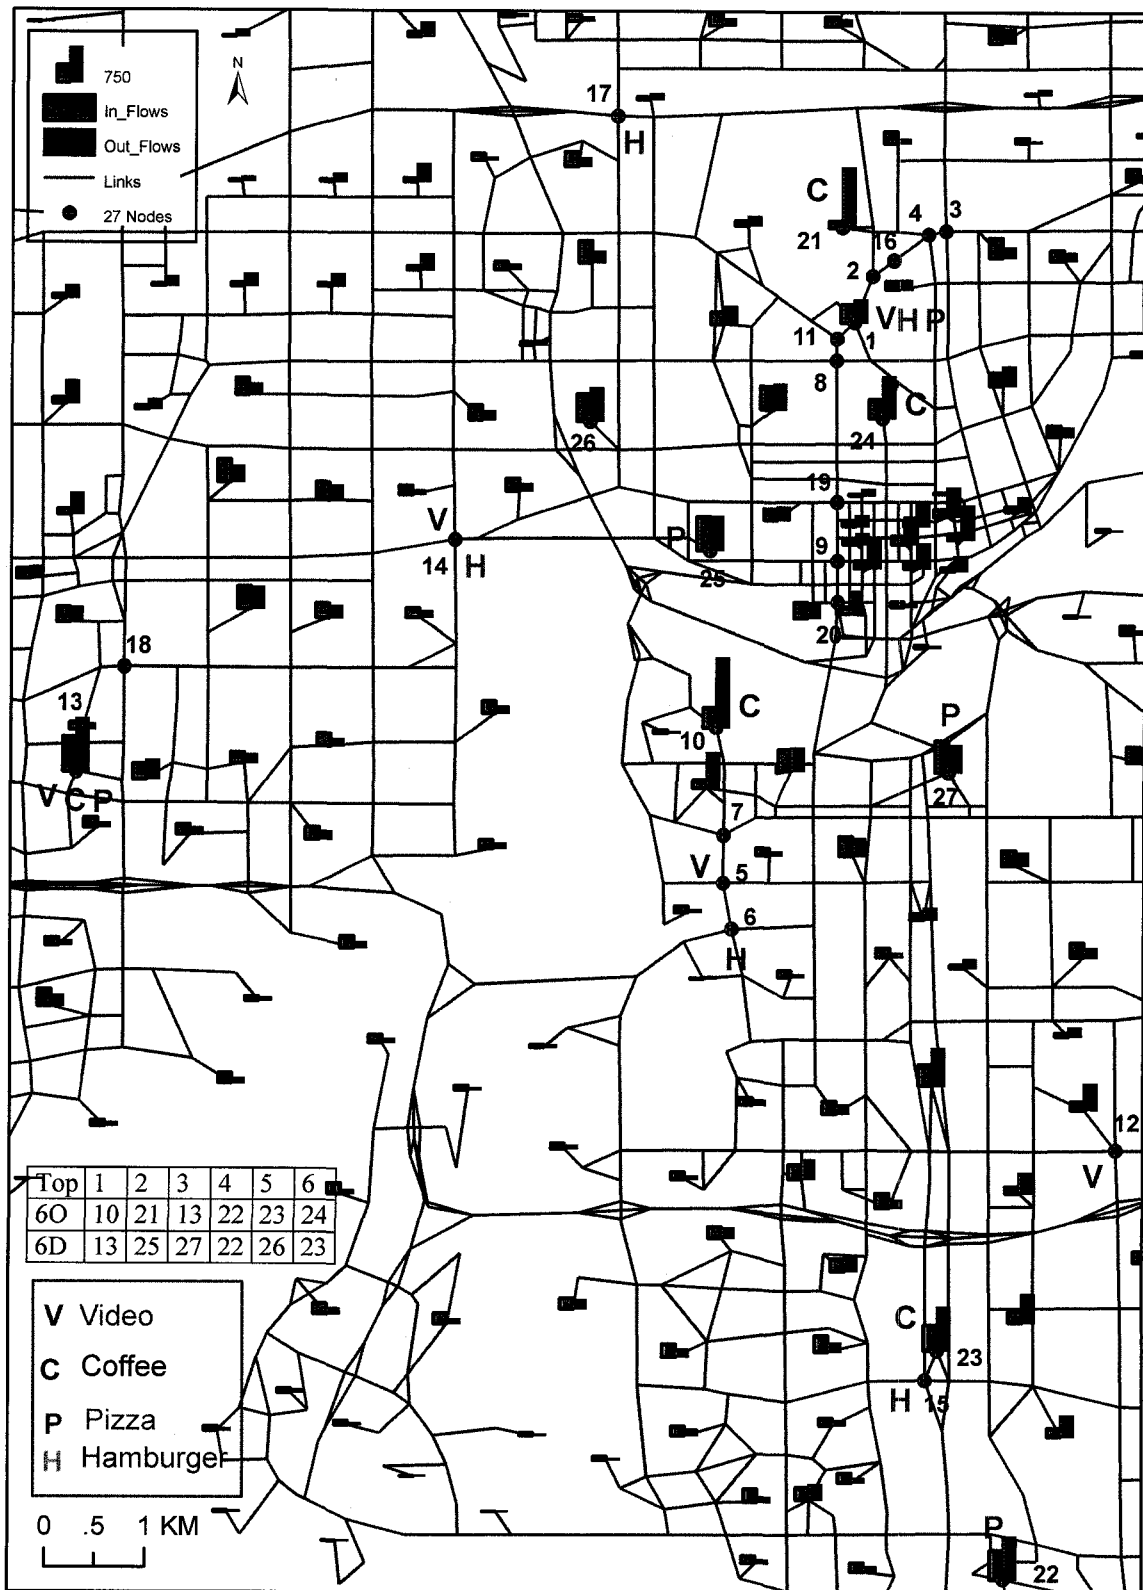 750
In_Flows
Out_Flows
Links
27 Nodes
N
17
H
C
21
16
4
3
2
V H P
11
1
8
C
24
26
19
V
P
14
H
9
25
20
18
13
C
10
P
V C P
7
27
V
5
6
H
12
V
Top 1 2 3 4 5 6
6O 10 21 13 22 23 24
6D 13 25 27 22 26 23
V Video
C Coffee
P Pizza
H Hamburger
C
23
H
15
0 .5 1 KM
P
22